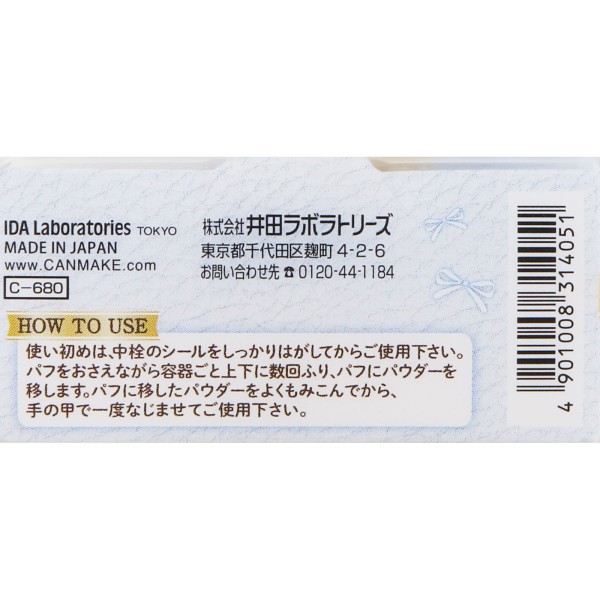 IDA Laboratories TOKYO
MADE IN JAPAN
www.CANMAKE.com
C-680
株式会社 井田ラボラトリーズ
東京都千代田区麹町4-2-6
お問い合わせ先☎0120-44-1184
HOW TO USE
使い初めは、中栓のシールをしっかりはがしてからご使用下さい。
パフをおさえながら容器ごと上下に数回ふり、パフにパウダーを
移します。パフに移したパウダーをよくもみこんでから、
手の甲で一度なじませてご使用下さい。
4 901008 314051